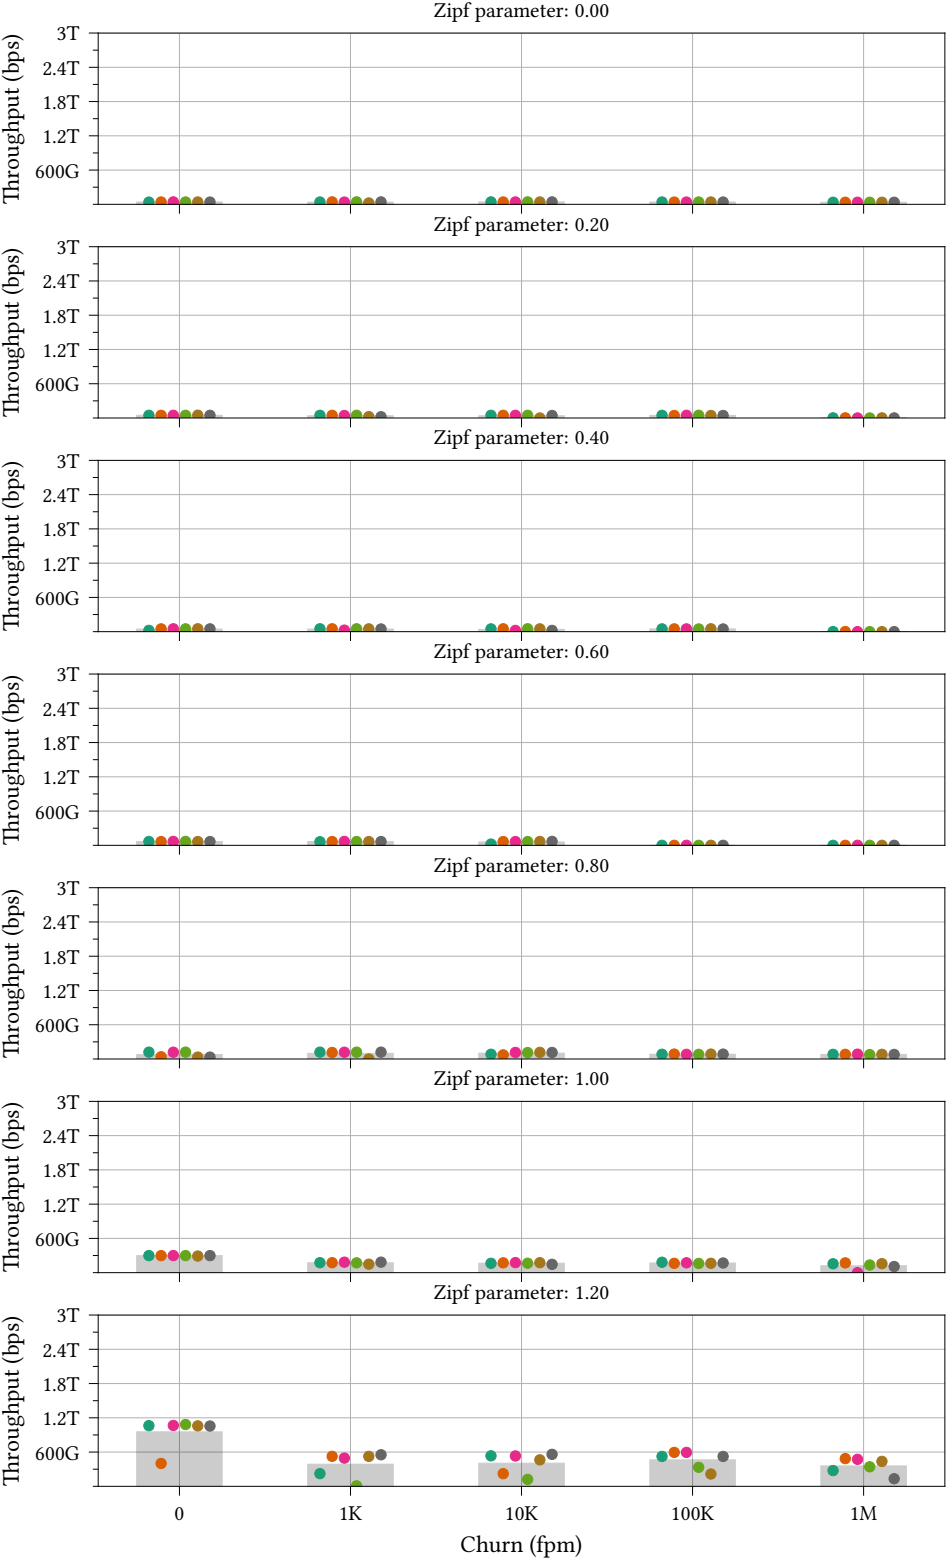 Zipf parameter: 0.00
Throughput (bps)
3T
2.4T
1.8T
1.2T
600G
Zipf parameter: 0.20
Throughput (bps)
3T
2.4T
1.8T
1.2T
600G
Zipf parameter: 0.40
Throughput (bps)
3T
2.4T
1.8T
1.2T
600G
Zipf parameter: 0.60
Throughput (bps)
3T
2.4T
1.8T
1.2T
600G
Zipf parameter: 0.80
Throughput (bps)
3T
2.4T
1.8T
1.2T
600G
Zipf parameter: 1.00
Throughput (bps)
3T
2.4T
1.8T
1.2T
600G
Zipf parameter: 1.20
Throughput (bps)
3T
2.4T
1.8T
1.2T
600G
0 1K 10K 100K 1M
Churn (fpm)